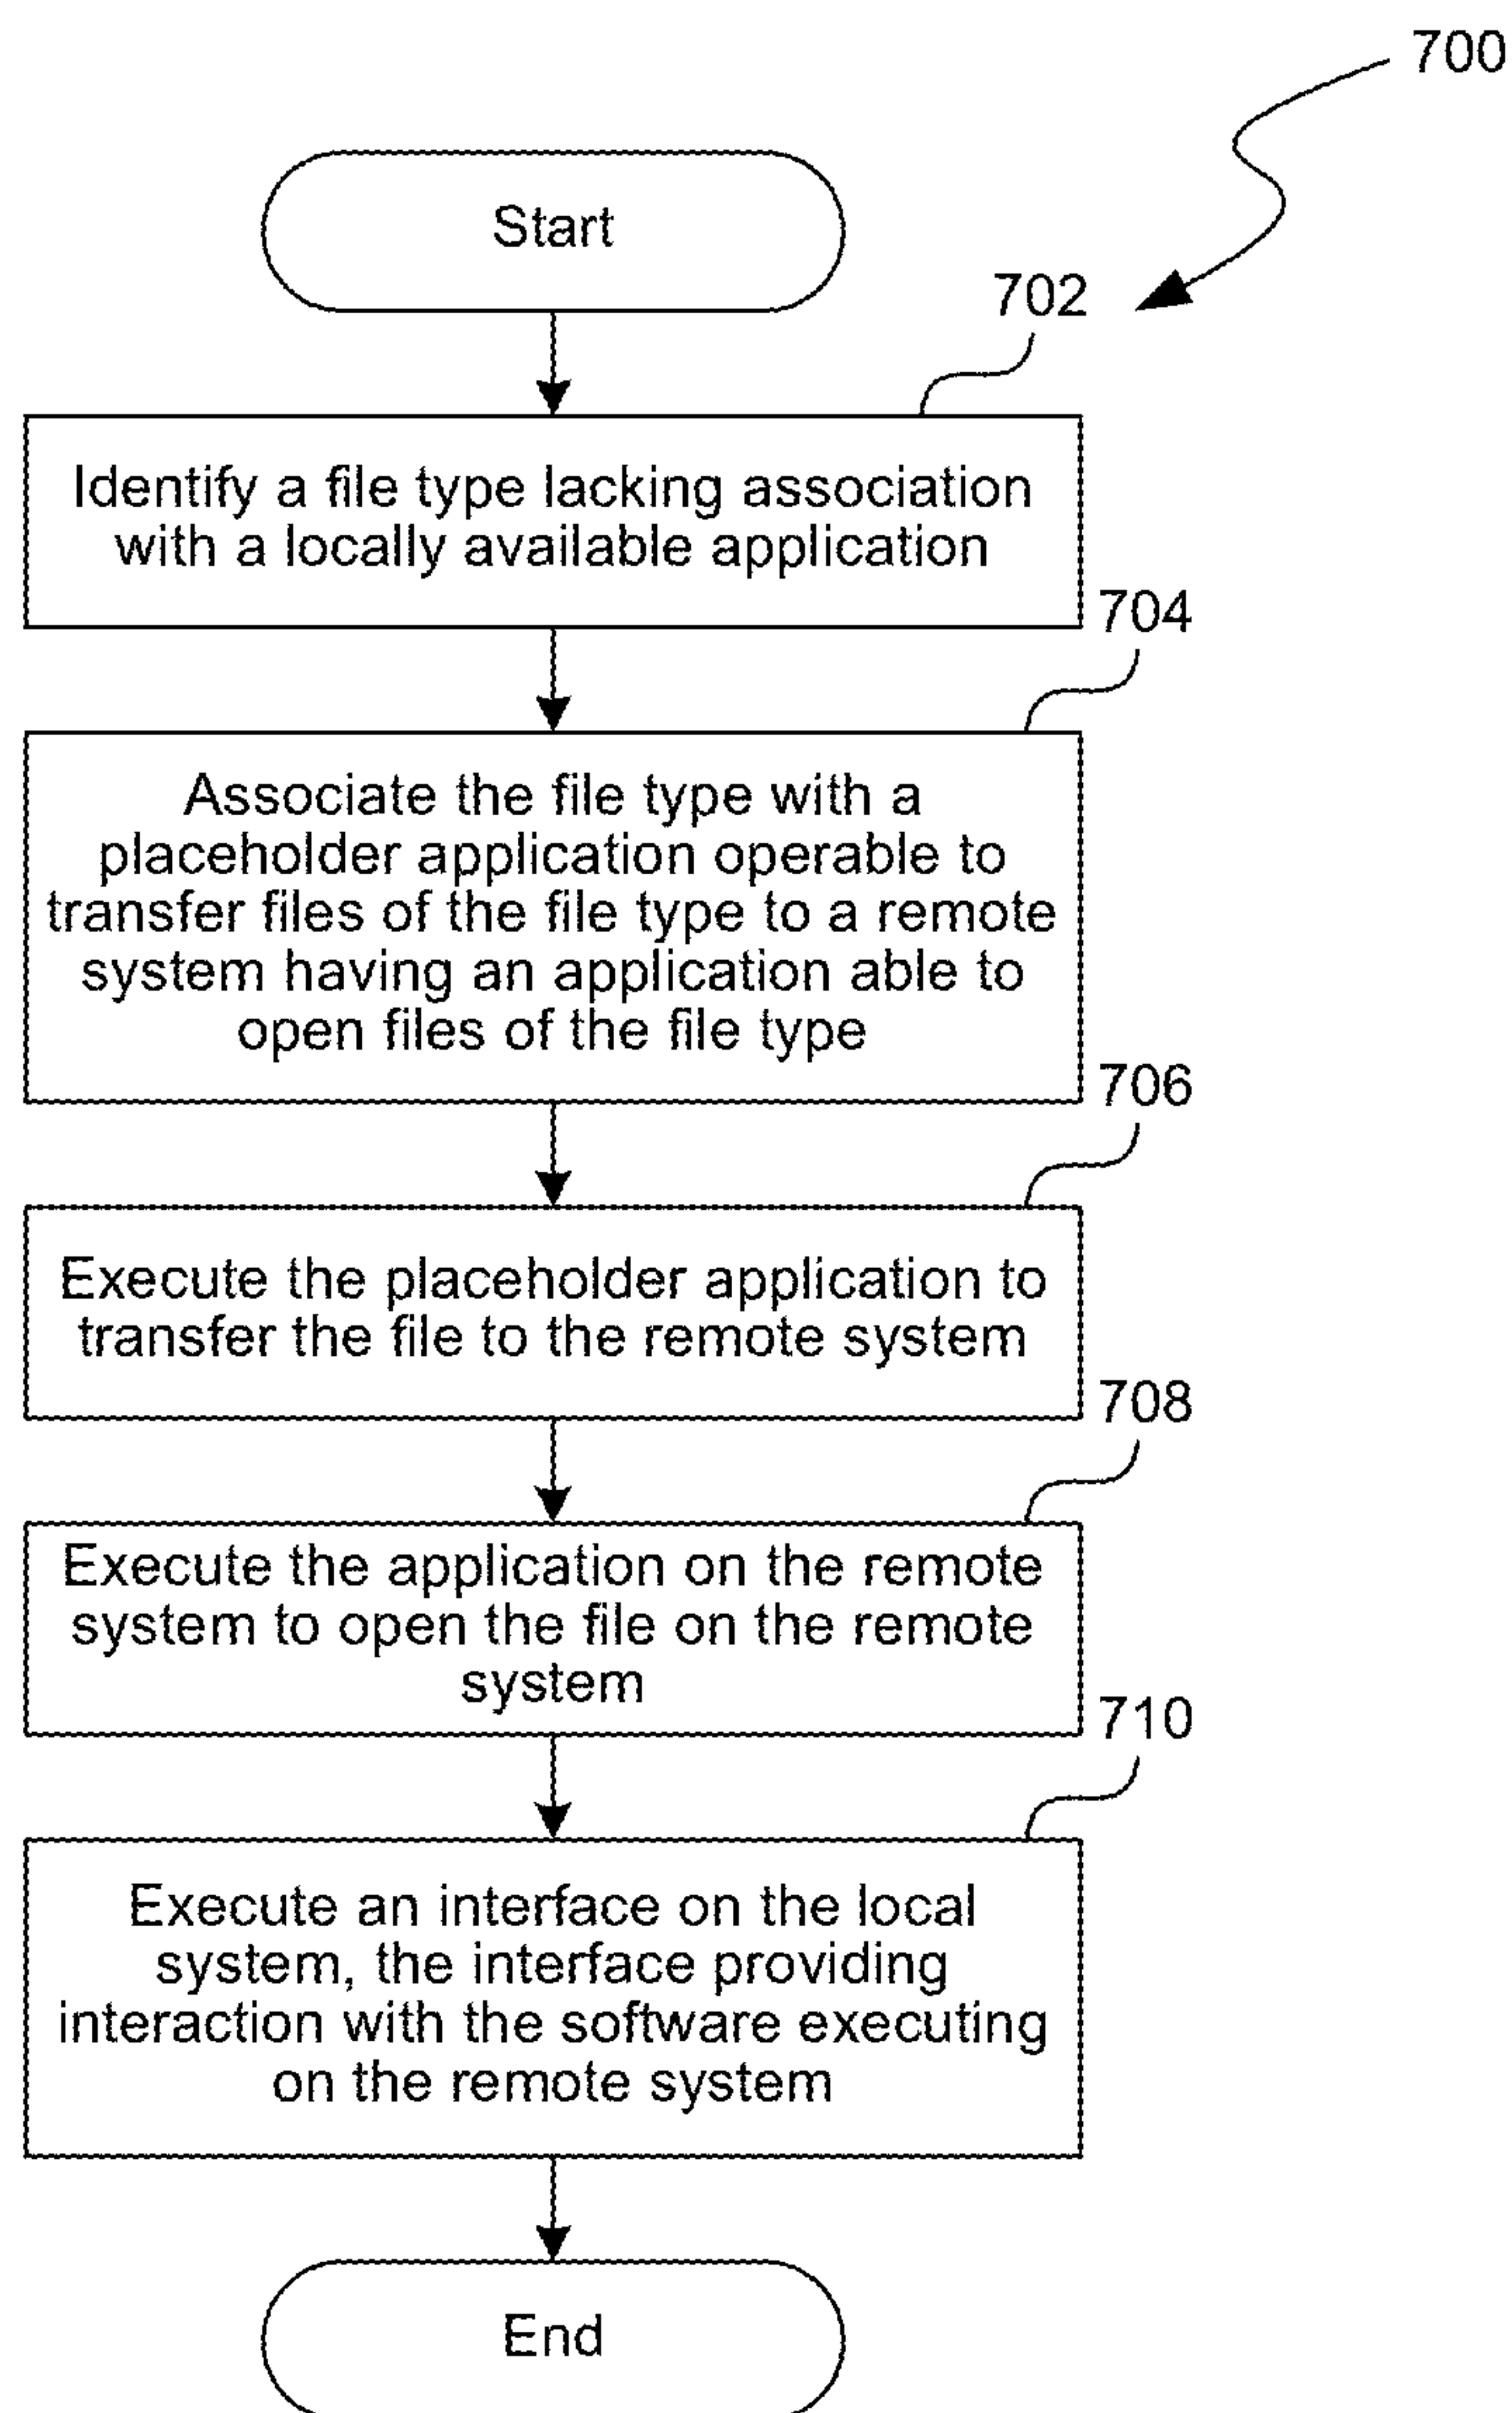 700
Start
702
Identify a file type lacking association
with a locally available application
704
Associate the file type with a
placeholder application operable to
transfer files of the file type to a remote
system having an application able to
open files of the file type
706
Execute the placeholder application to
transfer the file to the remote system
708
Execute the application on the remote
system to open the file on the remote
system
710
Execute an interface on the local
system, the interface providing
interaction with the software executing
on the remote system
End